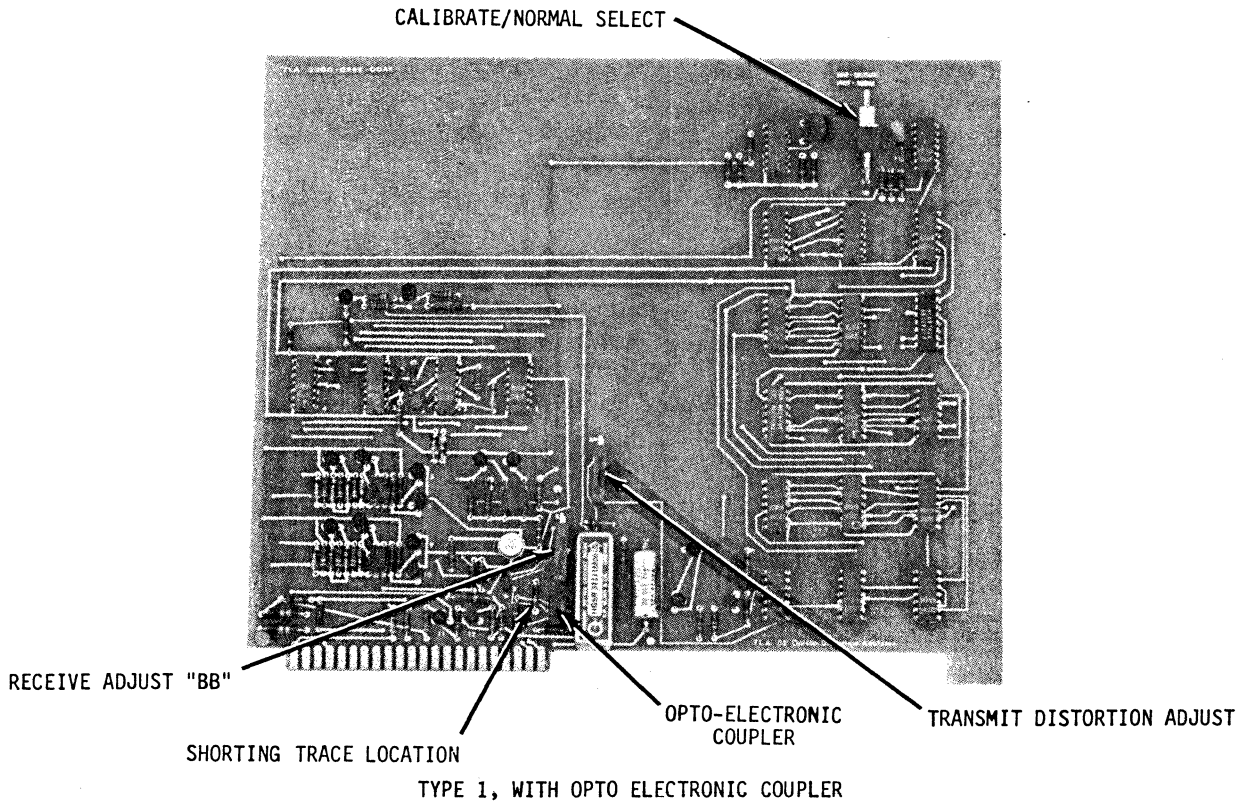 CALIBRATE/NORMAL SELECT
RECEIVE ADJUST "BB"
OPTO-ELECTRONIC
COUPLER
TRANSMIT DISTORTION ADJUST
SHORTING TRACE LOCATION
TYPE 1, WITH OPTO ELECTRONIC COUPLER